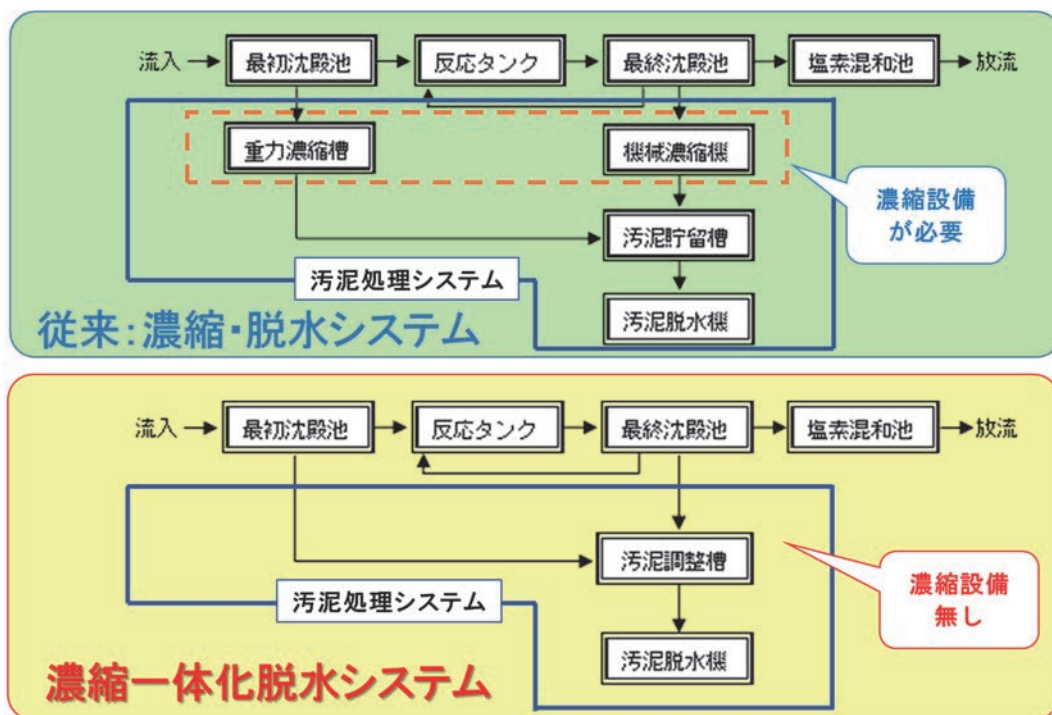 流入
最初沈殿池
反応タンク
最終沈殿池
塩素混和池
放流
重力濃縮槽
機械濃縮機
濃縮設備
が必要
汚泥貯留槽
汚泥処理システム
汚泥脱水機
従来:濃縮・脱水システム
流入
最初沈殿池
反応タンク
最終沈殿池
塩素混和池
放流
汚泥調整槽
濃縮設備
無し
汚泥処理システム
汚泥脱水機
濃縮一体化脱水システム